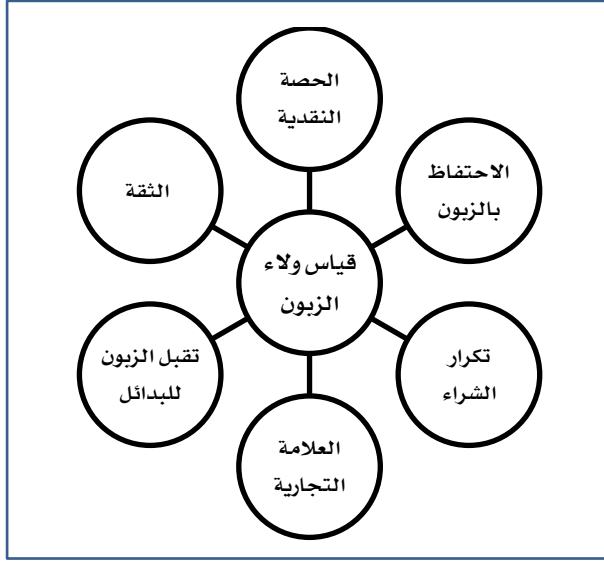 الحصة
النقدية
الاحتفاظ
بالزبون
الثقة
قياس ولاء
الزبون
تكرار
الشراء
تقبل الزبون
للبدائل
العلامة
التجارية